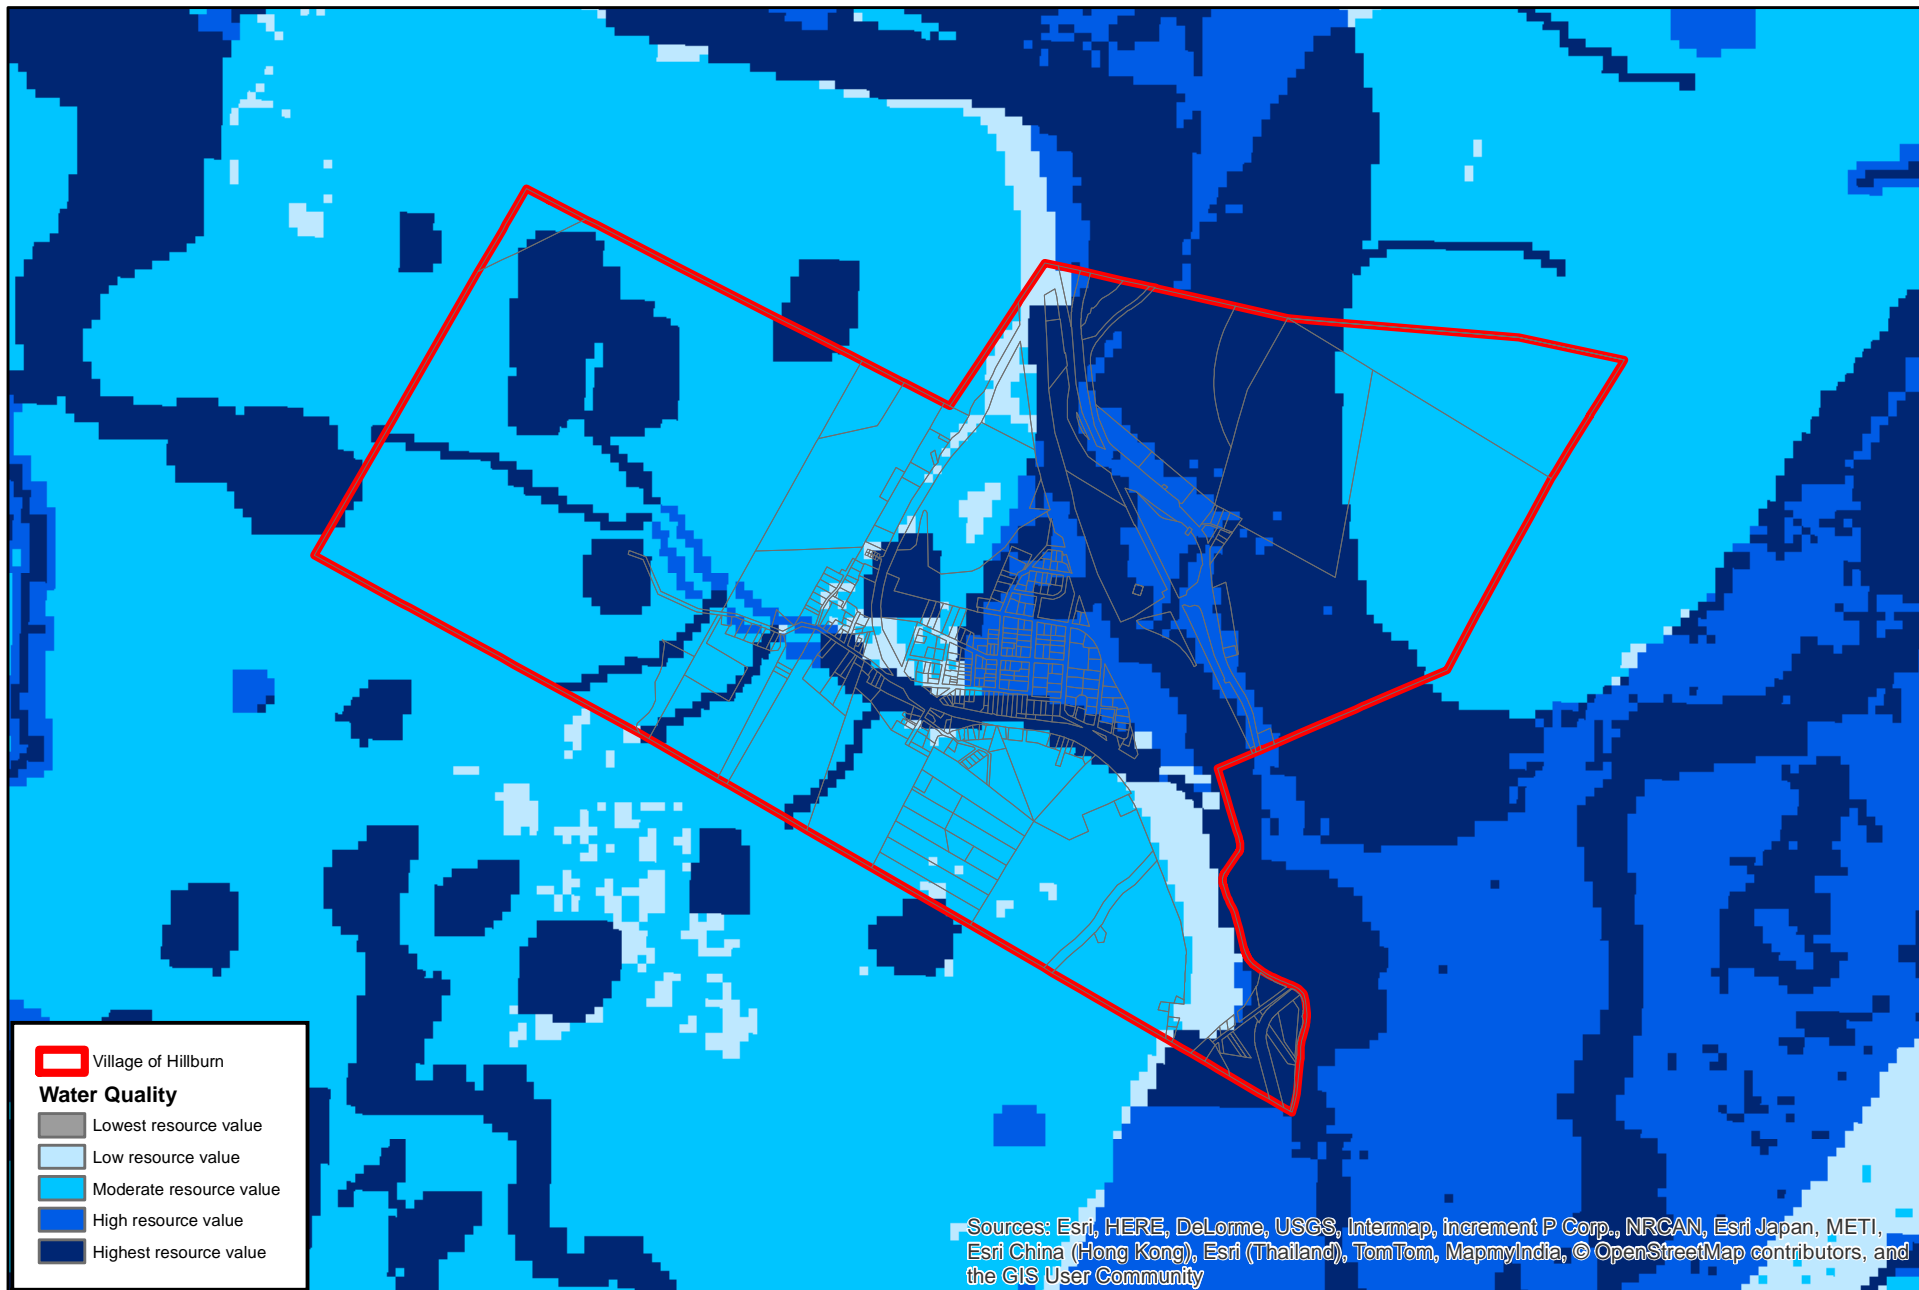 Village of Hillburn
Water Quality
Lowest resource value
Low resource value
Moderate resource value
High resource value
Highest resource value
Sources: Esri, HERE, DeLorme, USGS, Intermap, increment P Corp., NRCAN, Esri Japan, METI,
Esri China (Hong Kong), Esri (Thailand), TomTom, MapmyIndia, © OpenStreetMap contributors, and
the GIS User Community